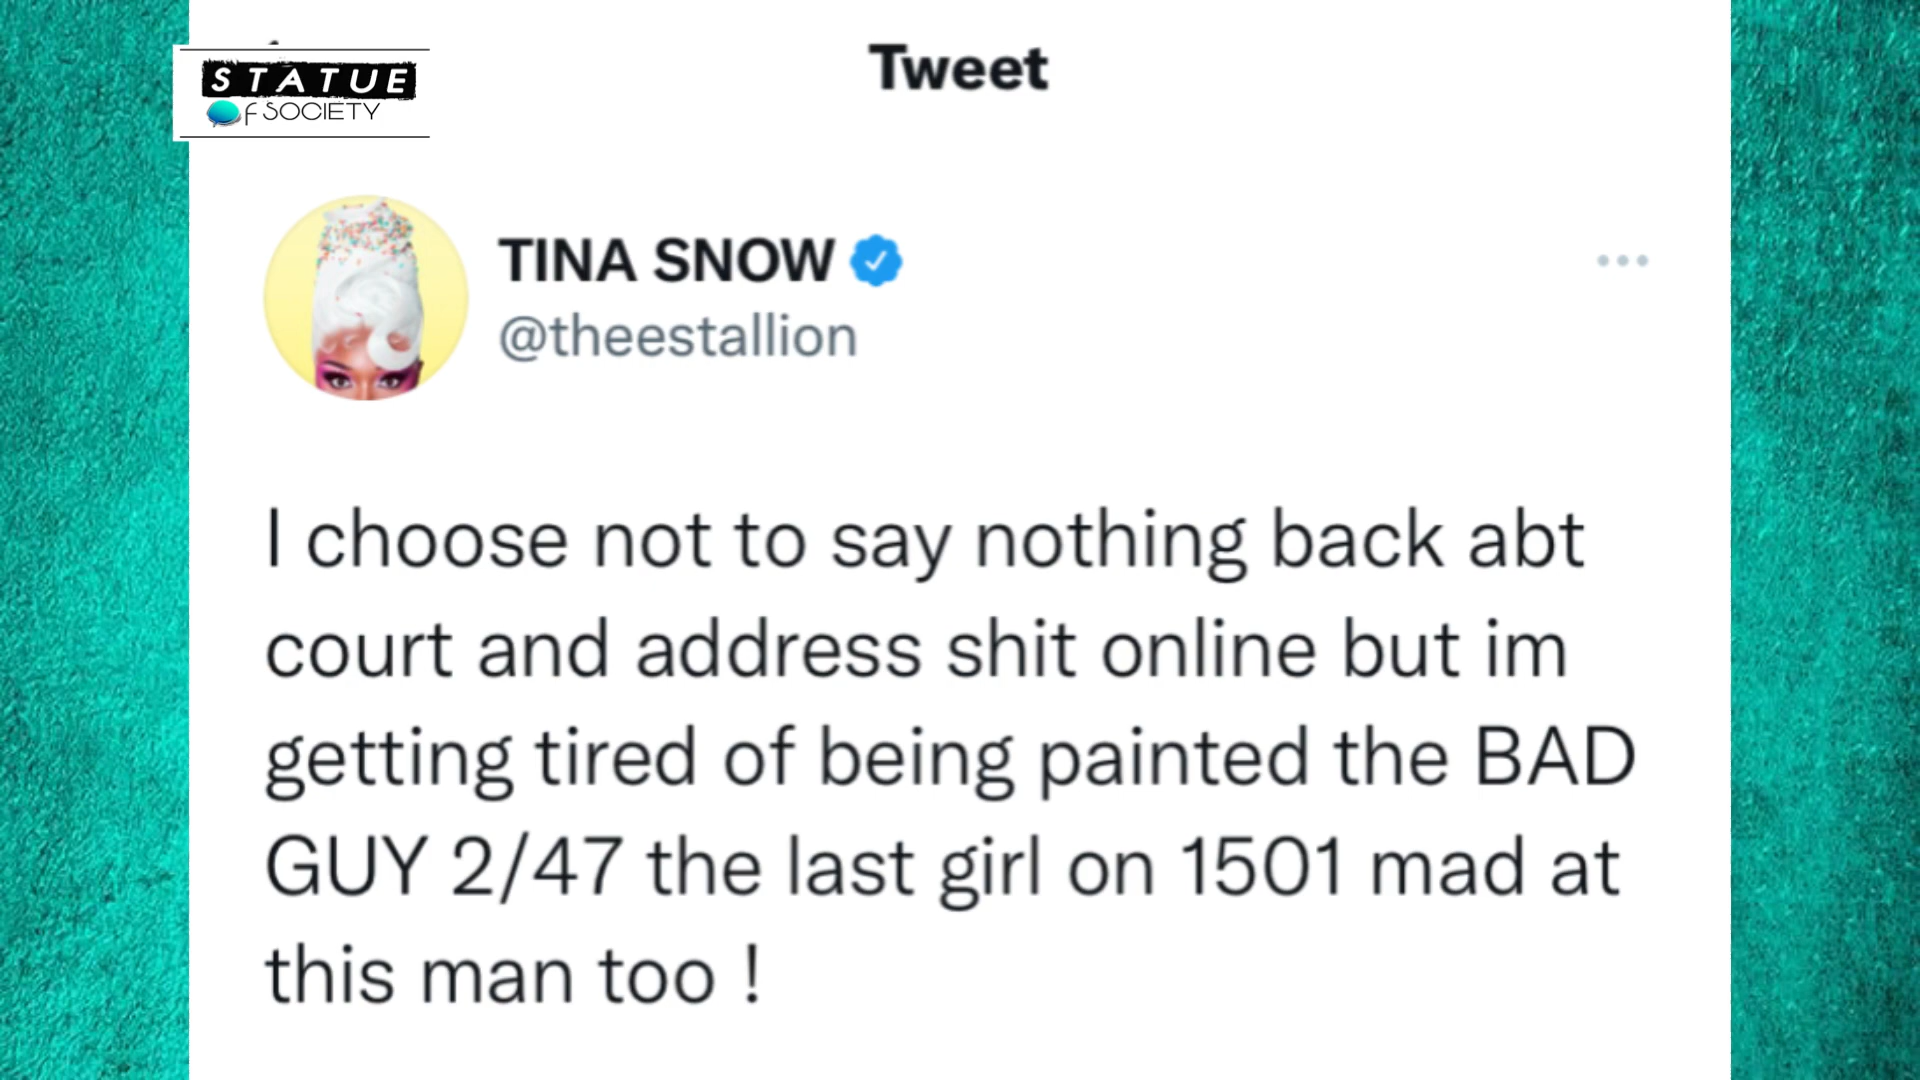 Tweet
STATUE
OF SOCIETY
TINA SNOW
@theestallion
I choose not to say nothing back abt
court and address shit online but im
getting tired of being painted the BAD
GUY 2/47 the last girl on 1501 mad at
this man too !